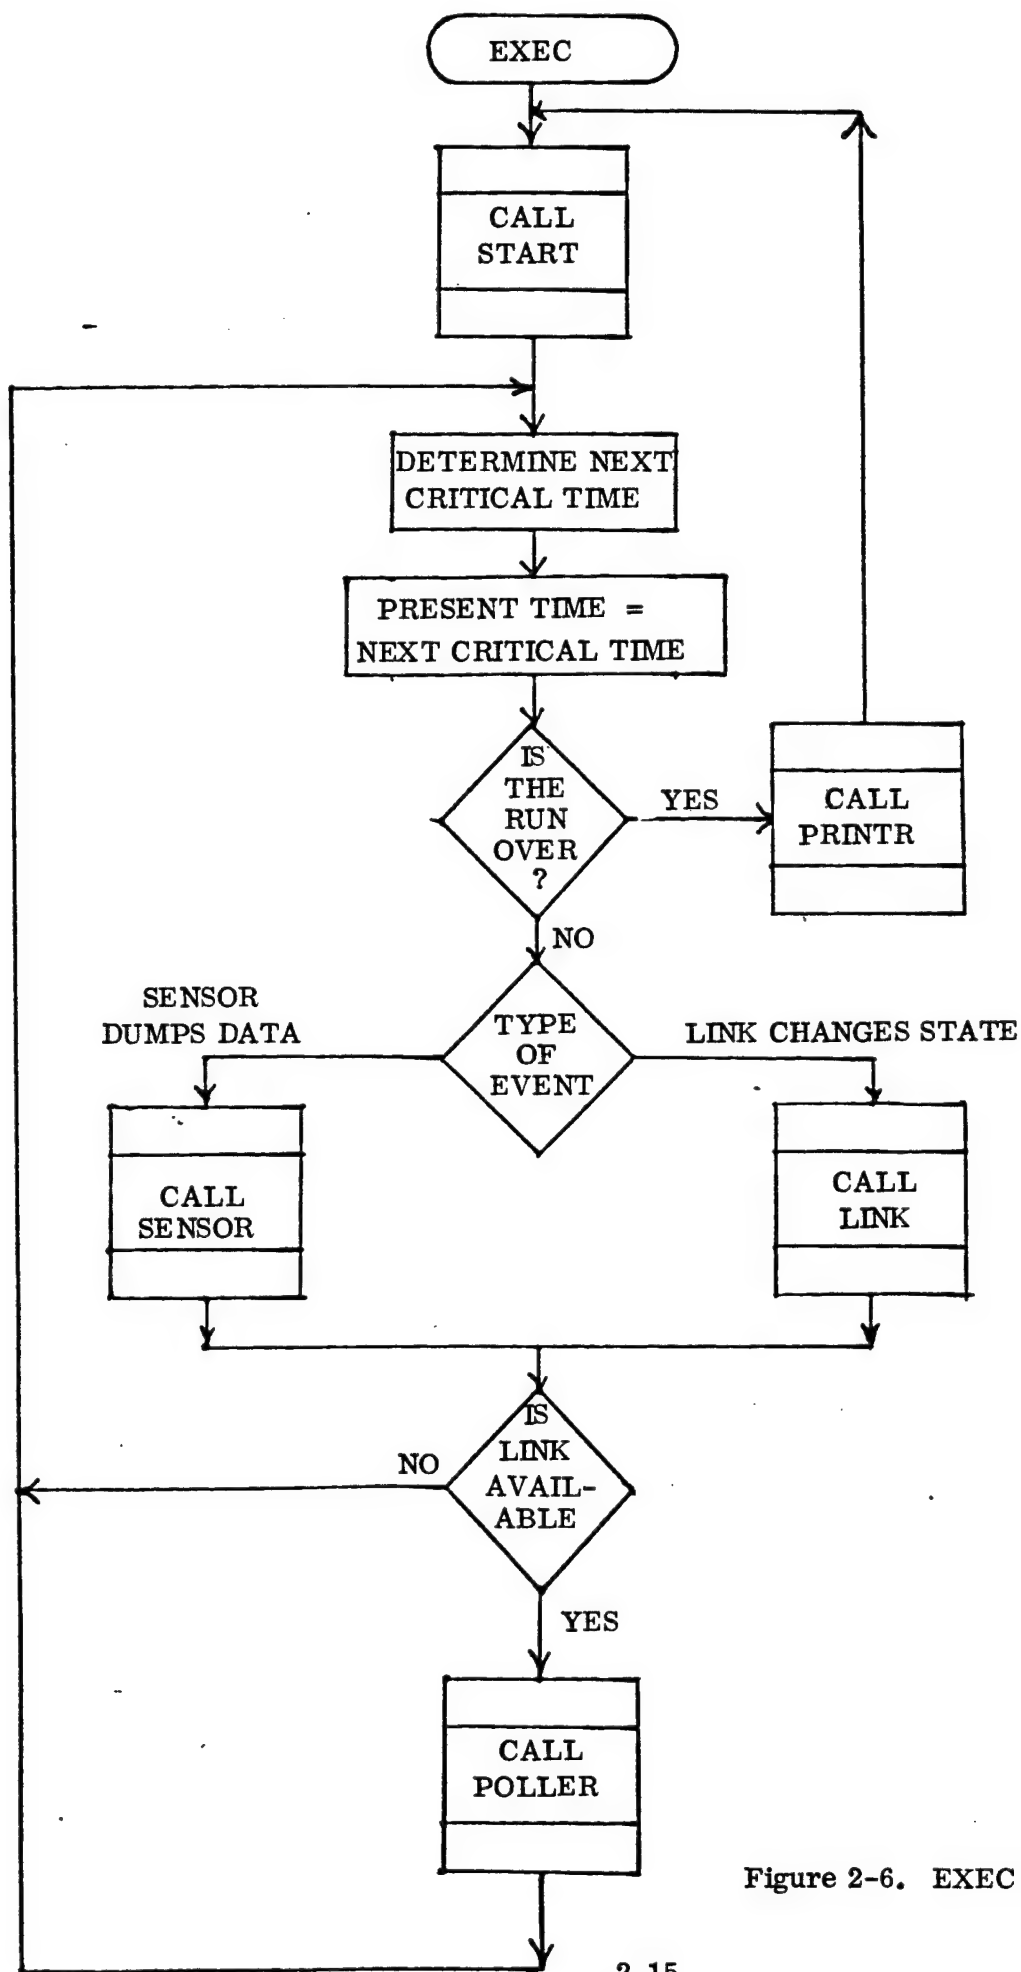 EXEC
CALL
START
DETERMINE NEXT
CRITICAL TIME
PRESENT TIME =
NEXT CRITICAL TIME
IS
THE
RUN
OVER
?
YES
CALL
PRINTR
NO
TYPE
OF
EVENT
SENSOR
DUMPS DATA
LINK CHANGES STATE
CALL
SENSOR
CALL
LINK
IS
LINK
AVAIL-
ABLE
NO
YES
CALL
POLLER
Figure 2-6. EXEC
2-15